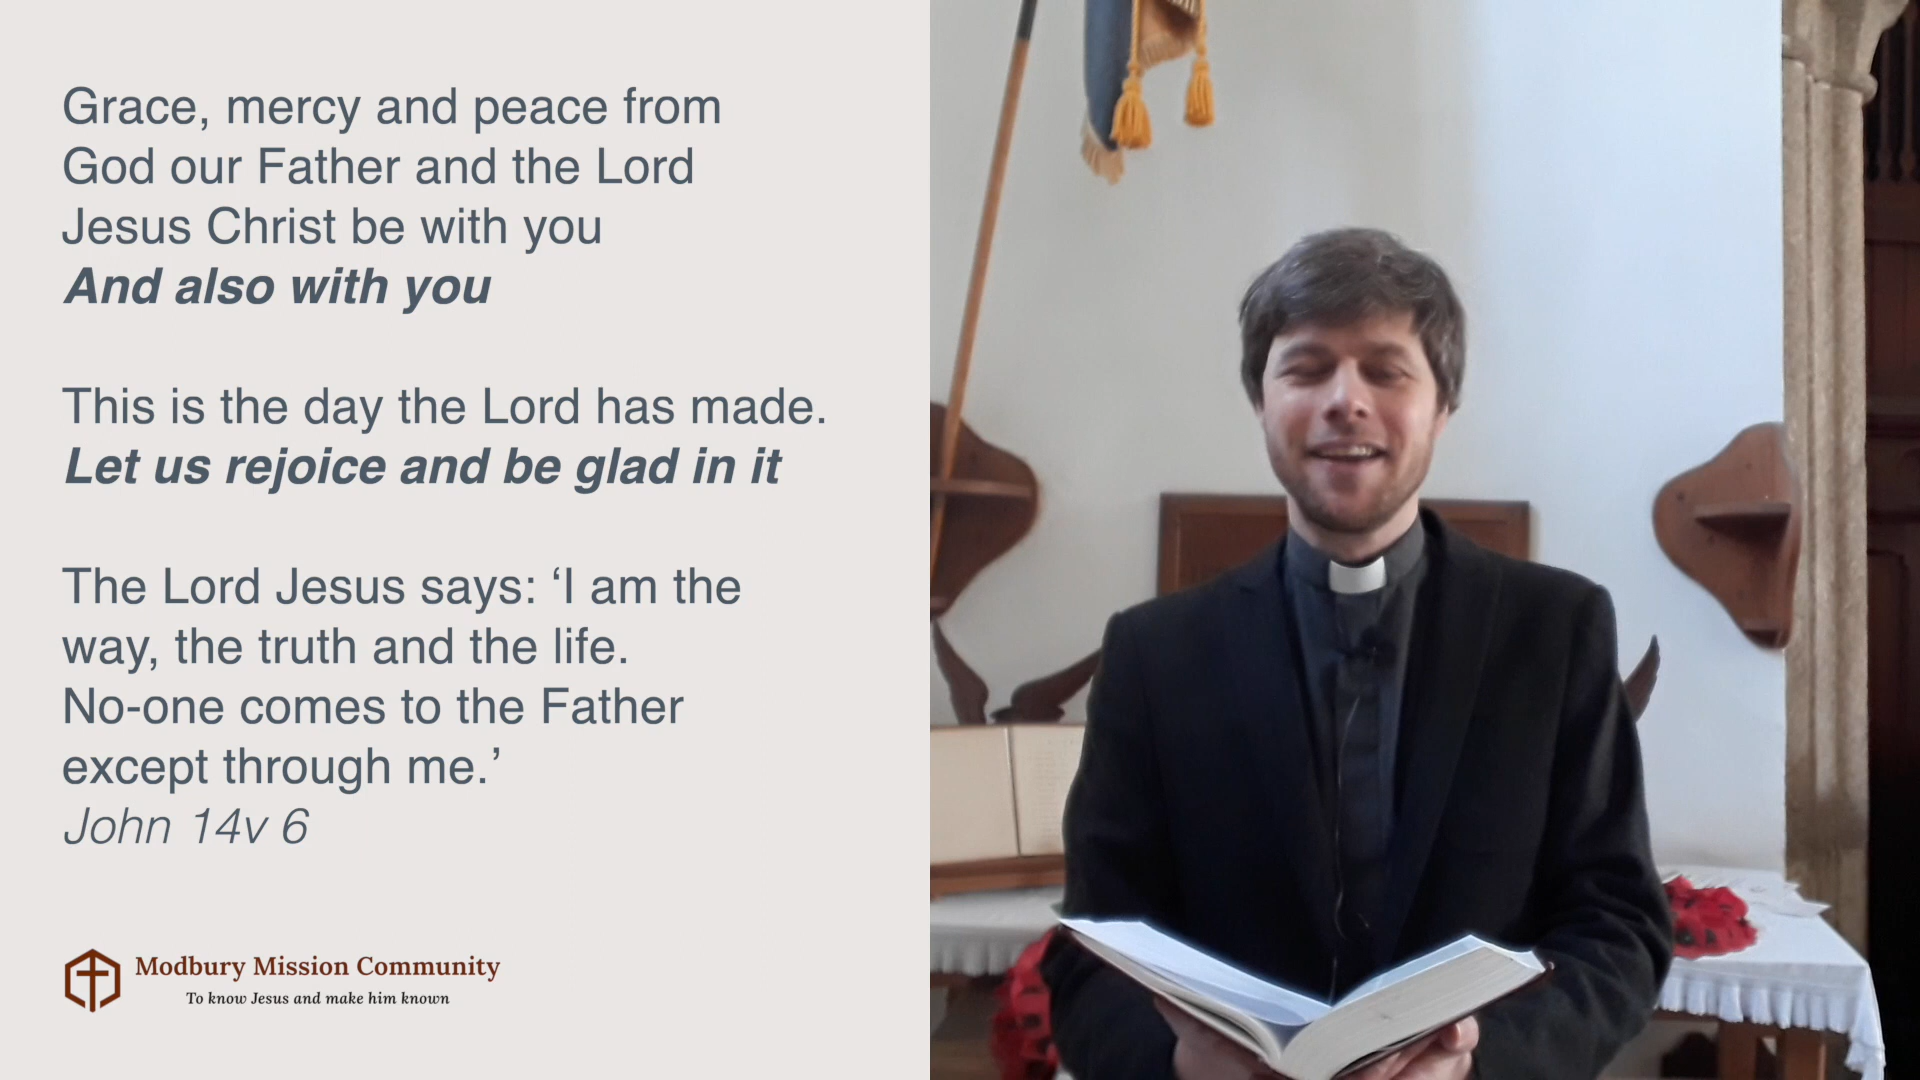 Grace, mercy and peace from
God our Father and the Lord
Jesus Christ be with you
And also with you
This is the day the Lord has made.
Let us rejoice and be glad in it
The Lord Jesus says: ‘I am the
way, the truth and the life.
No-one comes to the Father
except through me.’
John 14v 6
Modbury Mission Community
To know Jesus and make him known